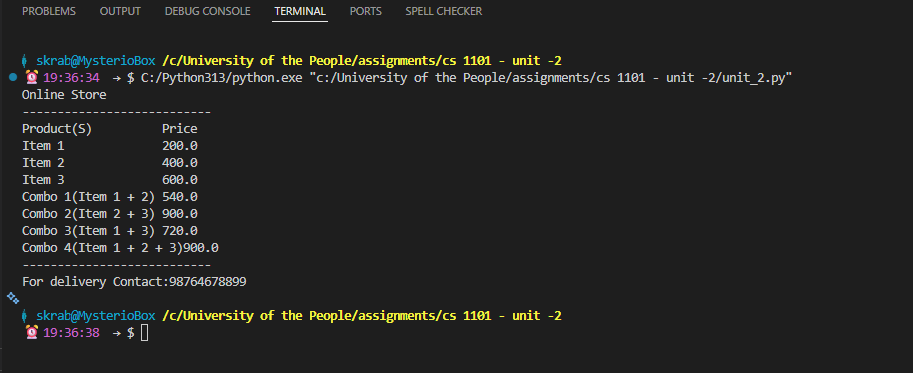 PROBLEMS OUTPUT DEBUG CONSOLE TERMINAL PORTS SPELL CHECKER
skrab@MysterioBox /c/University of the People/assignments/cs 1101 - unit -2
19:36:34 → $ C:/Python313/python.exe "c:/University of the People/assignments/cs 1101 - unit -2/unit_2.py"
Online Store
---------------------------
Product(S)          Price
Item 1              200.0
Item 2              400.0
Item 3              600.0
Combo 1(Item 1 + 2) 540.0
Combo 2(Item 2 + 3) 900.0
Combo 3(Item 1 + 3) 720.0
Combo 4(Item 1 + 2 + 3)900.0
---------------------------
For delivery Contact:98764678899
skrab@MysterioBox /c/University of the People/assignments/cs 1101 - unit -2
19:36:38 → $